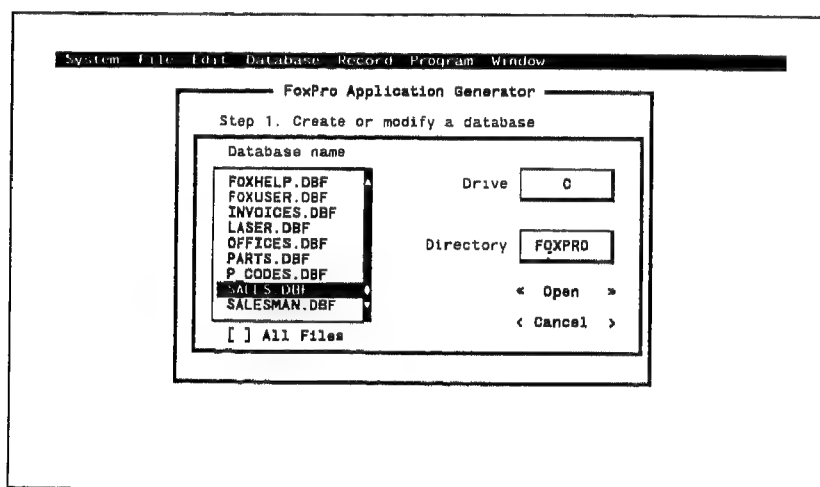 System File Edit Database Record Program Window
FoxPro Application Generator
Step 1. Create or modify a database
Database name
FOXHELP.DBF
FOXUSER.DBF
INVOICES.DBF
LASER.DBF
OFFICES.DBF
PARTS.DBF
P_CODES.DBF
SALES.DBF
SALESMAN.DBF
[ ] All Files
Drive C
Directory FOXPRO
« Open »
< Cancel >